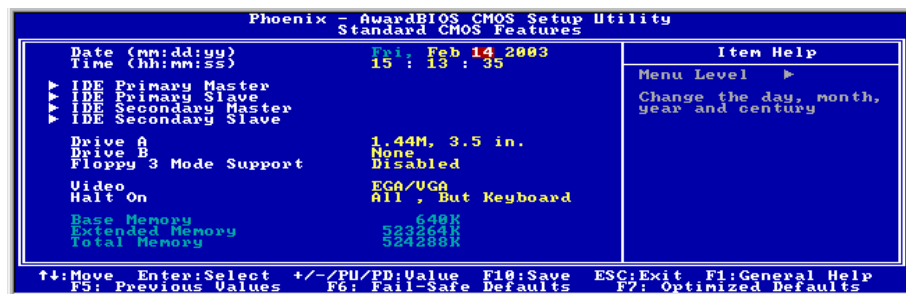 Phoenix - AwardBIOS CMOS Setup Utility
Standard CMOS Features
Date (mm:dd:yy) Fri, Feb 14 2003
Time (hh:mm:ss) 15 : 13 : 35
► IDE Primary Master
► IDE Primary Slave
► IDE Secondary Master
► IDE Secondary Slave
Drive A 1.44M, 3.5 in.
Drive B None
Floppy 3 Mode Support Disabled
Video EGA/VGA
Halt On All , But Keyboard
Base Memory 640K
Extended Memory 523264K
Total Memory 524288K
Item Help
Menu Level ►
Change the day, month,
year and century
↑↓:Move Enter:Select +/-/PU/PD:Value F10:Save ESC:Exit F1:General Help
F5: Previous Values F6: Fail-Safe Defaults F7: Optimized Defaults